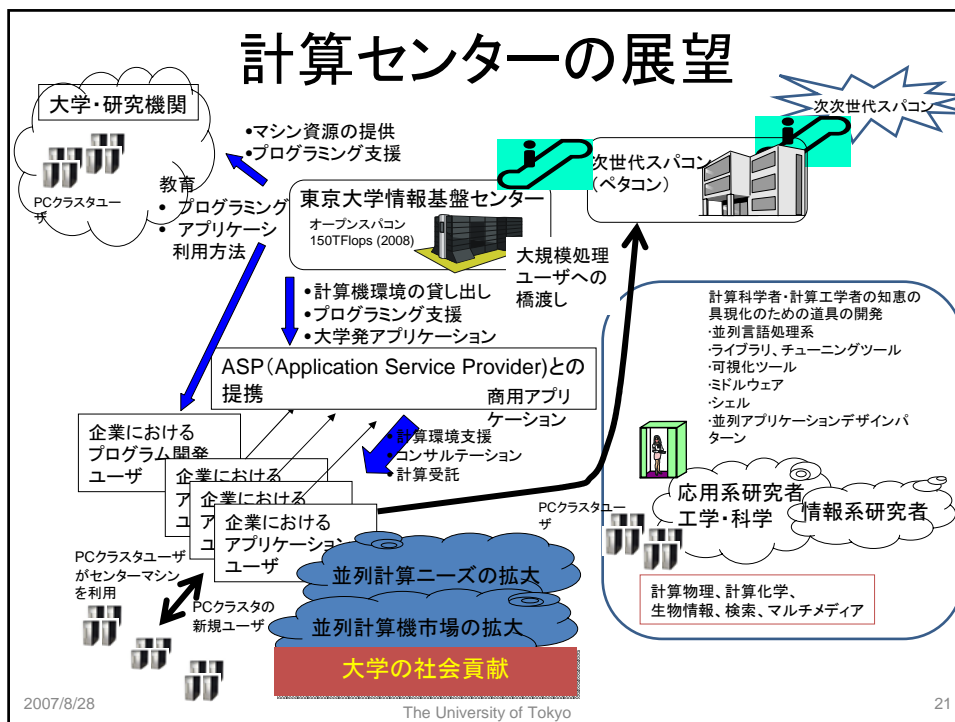 計算センターの展望
大学・研究機関
PCクラスタユー
ザ
•マシン資源の提供
•プログラミング支援
教育
• プログラミング
• アプリケーシ
利用方法
東京大学情報基盤センター
オープンスパコン
150TFlops (2008)
大規模処理
ユーザへの
橋渡し
次世代スパコン
(ペタコン)
次次世代スパコン
•計算機環境の貸し出し
•プログラミング支援
•大学発アプリケーション
ASP(Application Service Provider)との
提携
商用アプリ
ケーション
•計算環境支援
•コンサルテーション
•計算受託
企業における
プログラム開発
ユーザ
企業における
ア
ユ
企業における
ア
ユ
企業における
アプリケーション
ユーザ
PCクラスタユーザ
がセンターマシン
を利用
PCクラスタの
新規ユーザ
並列計算ニーズの拡大
並列計算機市場の拡大
大学の社会貢献
計算科学者・計算工学者の知恵の
具現化のための道具の開発
・並列言語処理系
・ライブラリ、チューニングツール
・可視化ツール
・ミドルウェア
・シェル
・並列アプリケーションデザインパ
ターン
PCクラスタユー
ザ
応用系研究者
工学・科学
情報系研究者
計算物理、計算化学、
生物情報、検索、マルチメディア
2007/8/28
The University of Tokyo
21